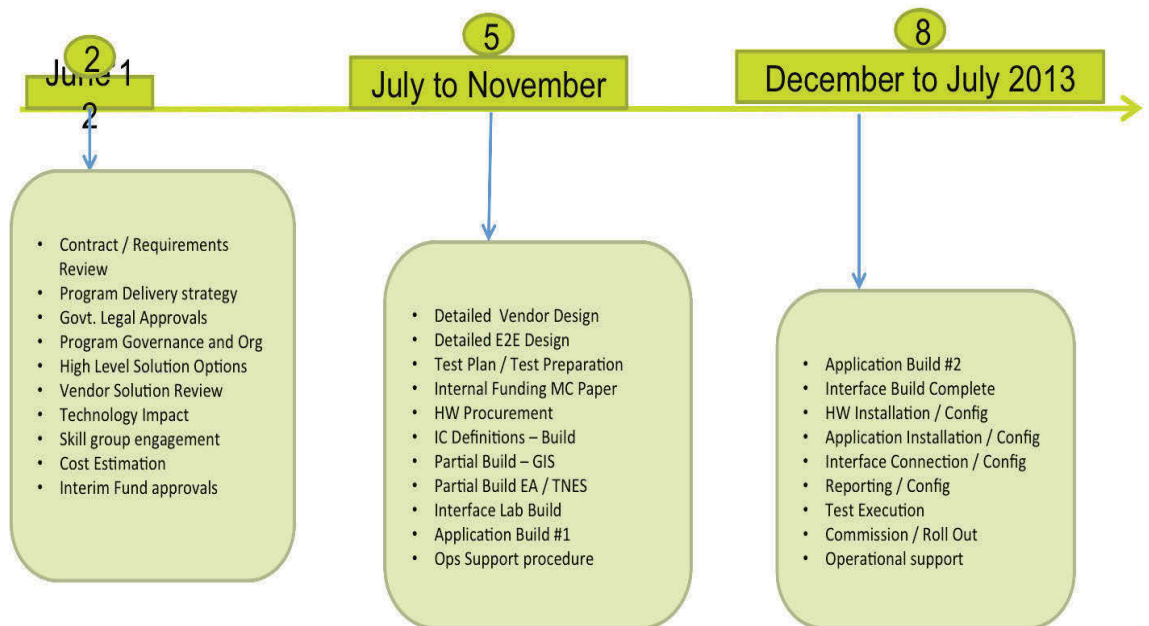 2
June 1
2
5
July to November
8
December to July 2013
• Contract / Requirements
Review
• Program Delivery strategy
• Govt. Legal Approvals
• Program Governance and Org
• High Level Solution Options
• Vendor Solution Review
• Technology Impact
• Skill group engagement
• Cost Estimation
• Interim Fund approvals
• Detailed Vendor Design
• Detailed E2E Design
• Test Plan / Test Preparation
• Internal Funding MC Paper
• HW Procurement
• IC Definitions – Build
• Partial Build – GIS
• Partial Build EA / TNES
• Interface Lab Build
• Application Build #1
• Ops Support procedure
• Application Build #2
• Interface Build Complete
• HW Installation / Config
• Application Installation / Config
• Interface Connection / Config
• Reporting / Config
• Test Execution
• Commission / Roll Out
• Operational support